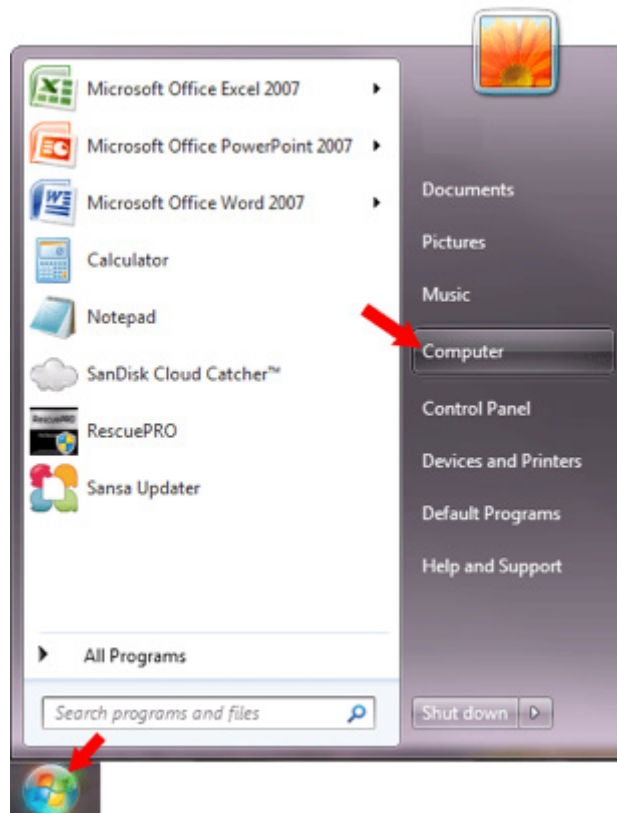 Microsoft Office Excel 2007
Microsoft Office PowerPoint 2007
Microsoft Office Word 2007
Calculator
Notepad
SanDisk Cloud Catcher™
RescuePRO
RescuePRO
Sansa Updater
All Programs
Search programs and files
Documents
Pictures
Music
Computer
Control Panel
Devices and Printers
Default Programs
Help and Support
Shut down